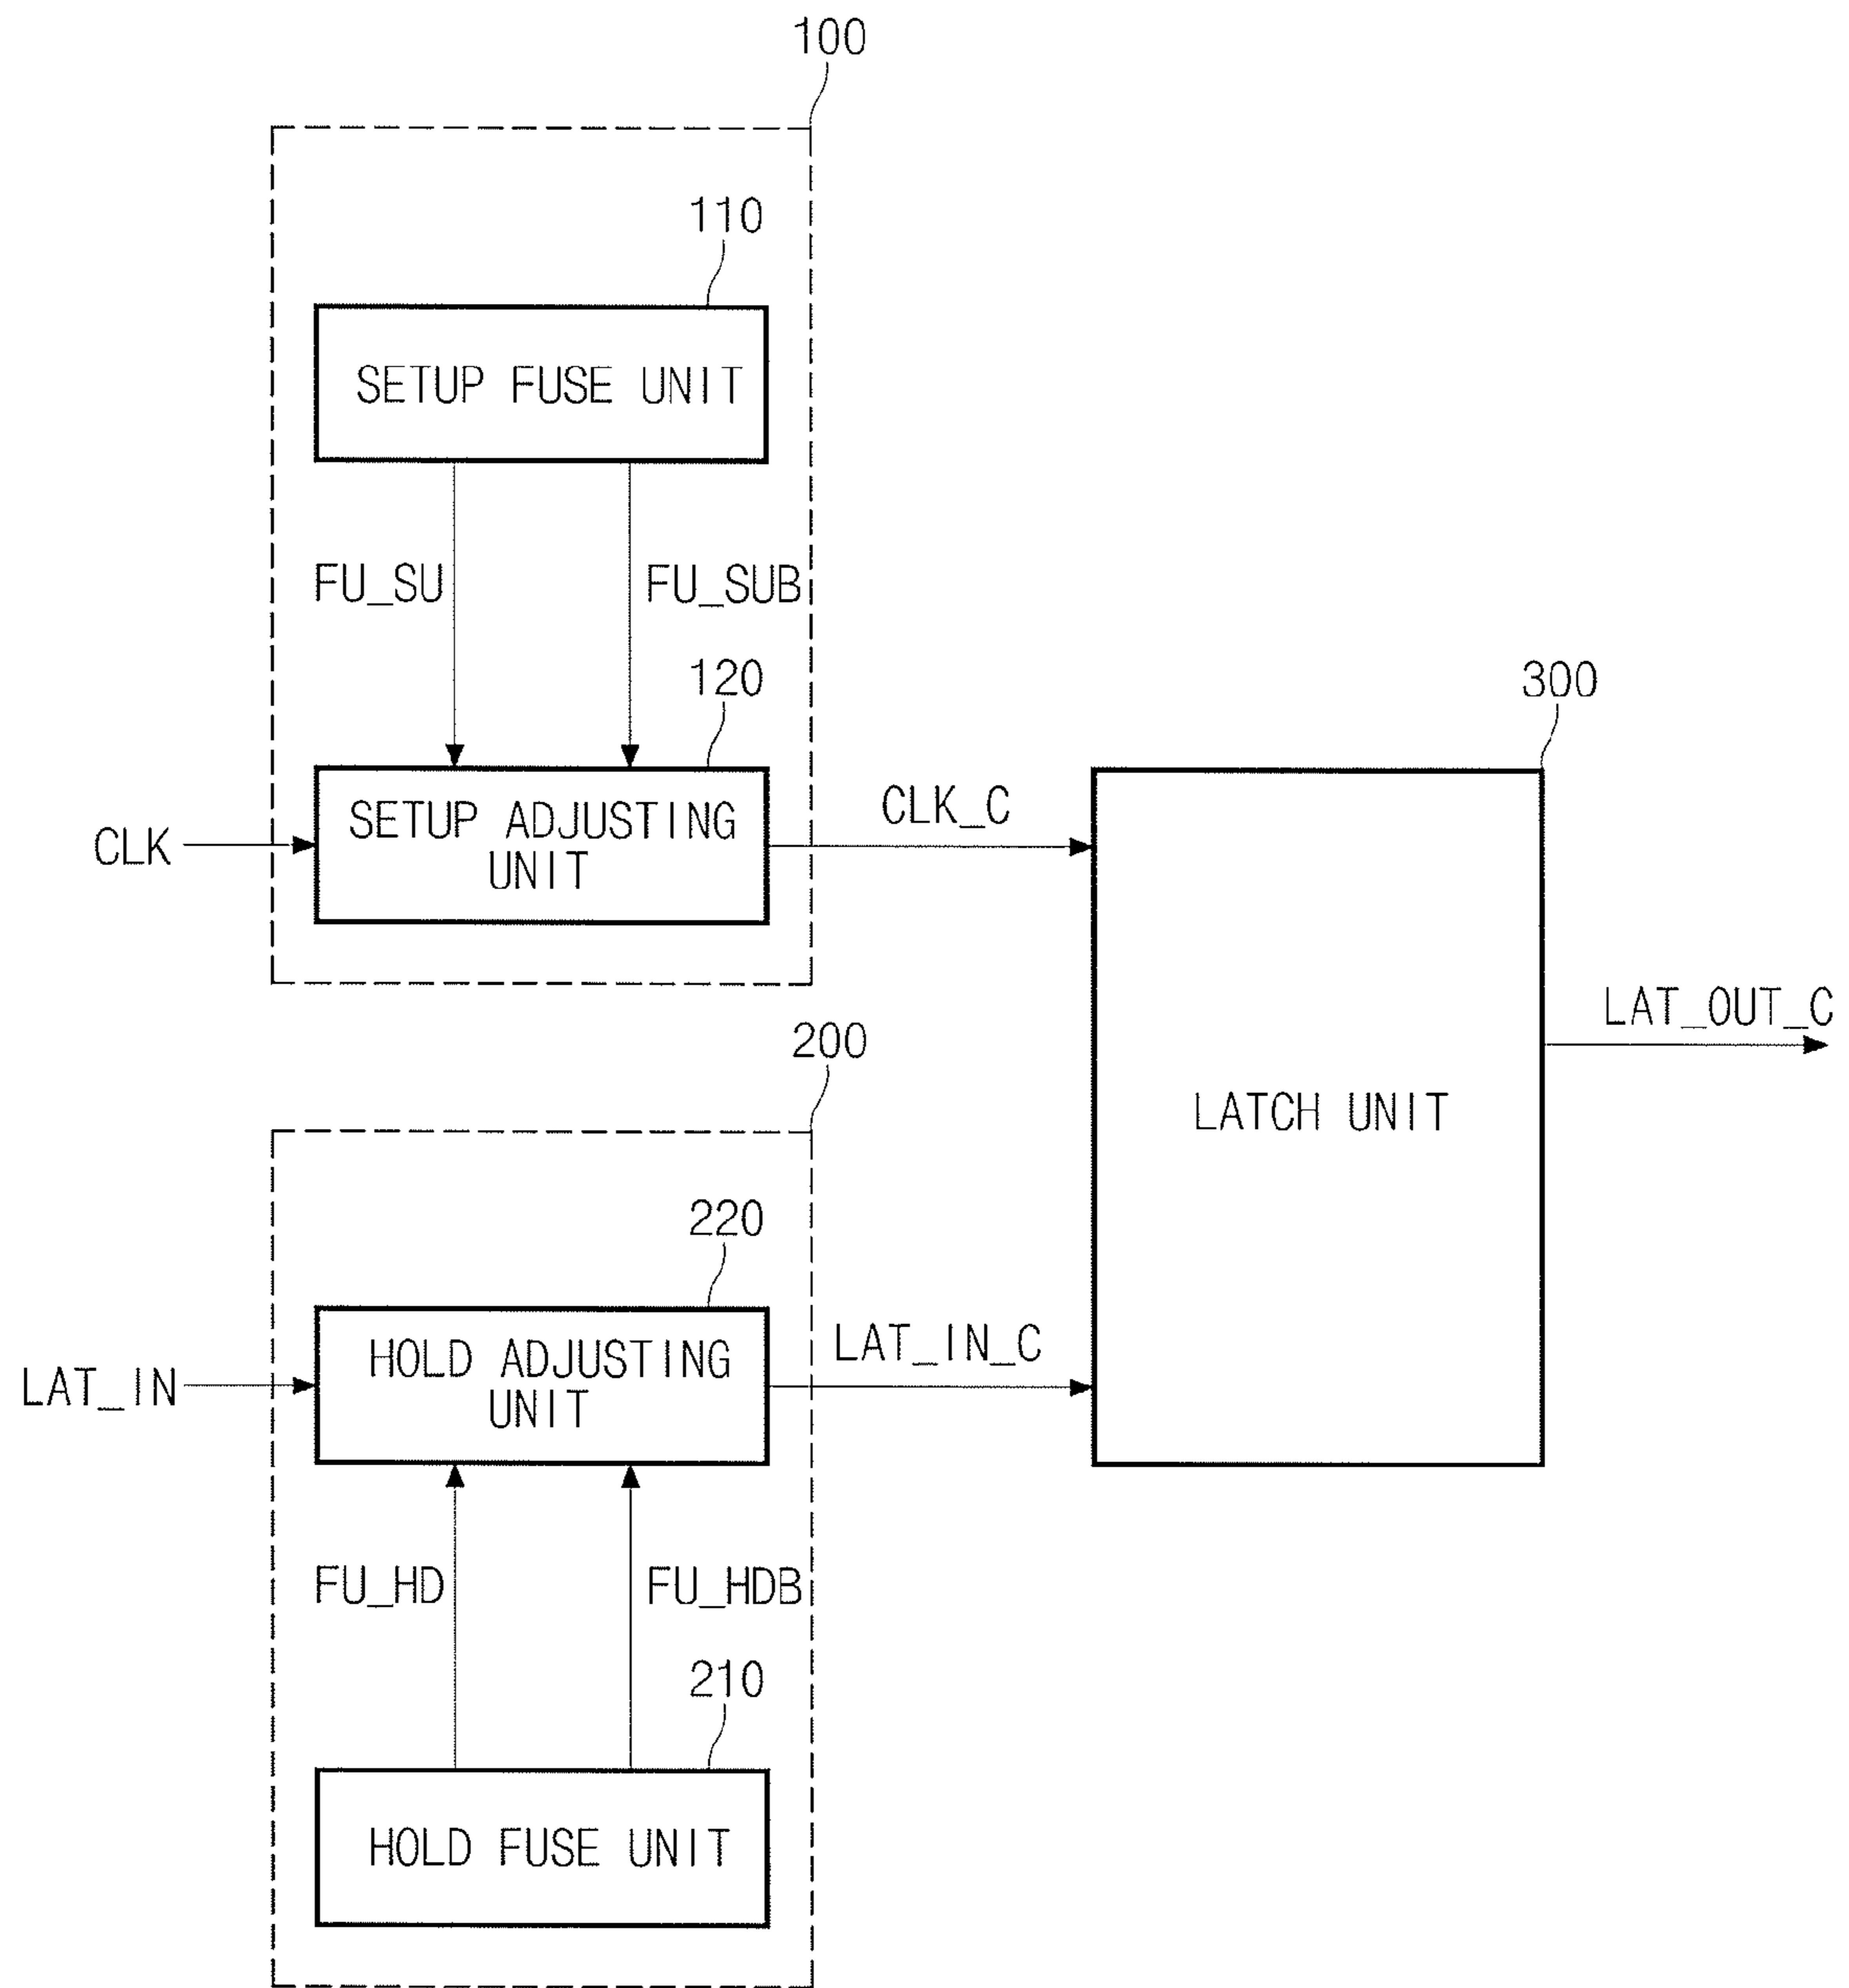 100
110
SETUP FUSE UNIT
FU_SU
FU_SUB
120
300
CLK
SETUP ADJUSTING
UNIT
CLK_C
LAT_OUT_C
200
LATCH UNIT
220
LAT_IN
HOLD ADJUSTING
UNIT
LAT_IN_C
FU_HD
FU_HDB
210
HOLD FUSE UNIT